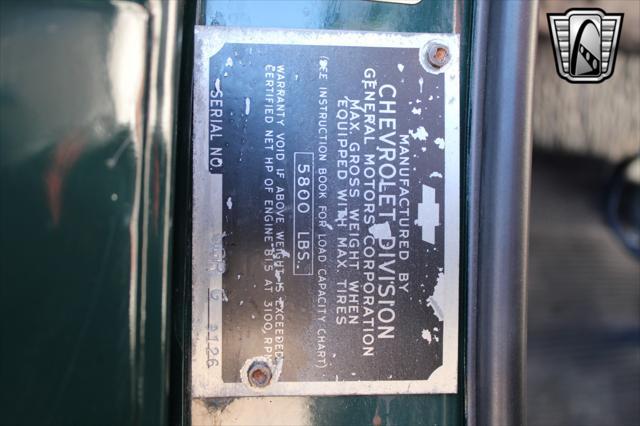 MANUFACTURED BY
CHEVROLET DIVISION
GENERAL MOTORS CORPORATION
MAX. GROSS WEIGHT WHEN
EQUIPPED WITH MAX. TIRES
5800 LBS.
(SEE INSTRUCTION BOOK FOR LOAD CAPACITY CHART)
WARRANTY VOID IF ABOVE WEIGHT IS EXCEEDED
CERTIFIED NET HP OF ENGINE 81.5 AT 3100 RPM
SERIAL NO.